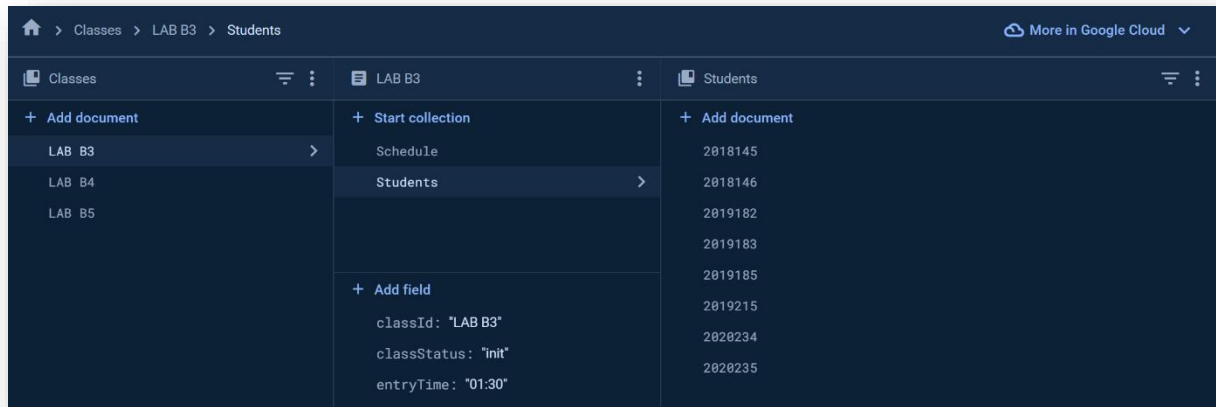 Classes > LAB B3 > Students
More in Google Cloud
Classes
LAB B3
Students
+ Add document
+ Start collection
+ Add document
LAB B3
LAB B4
LAB B5
Schedule
Students
+ Add field
classId: "LAB B3"
classStatus: "init"
entryTime: "01:30"
2018145
2018146
2019182
2019183
2019185
2019215
2020234
2020235